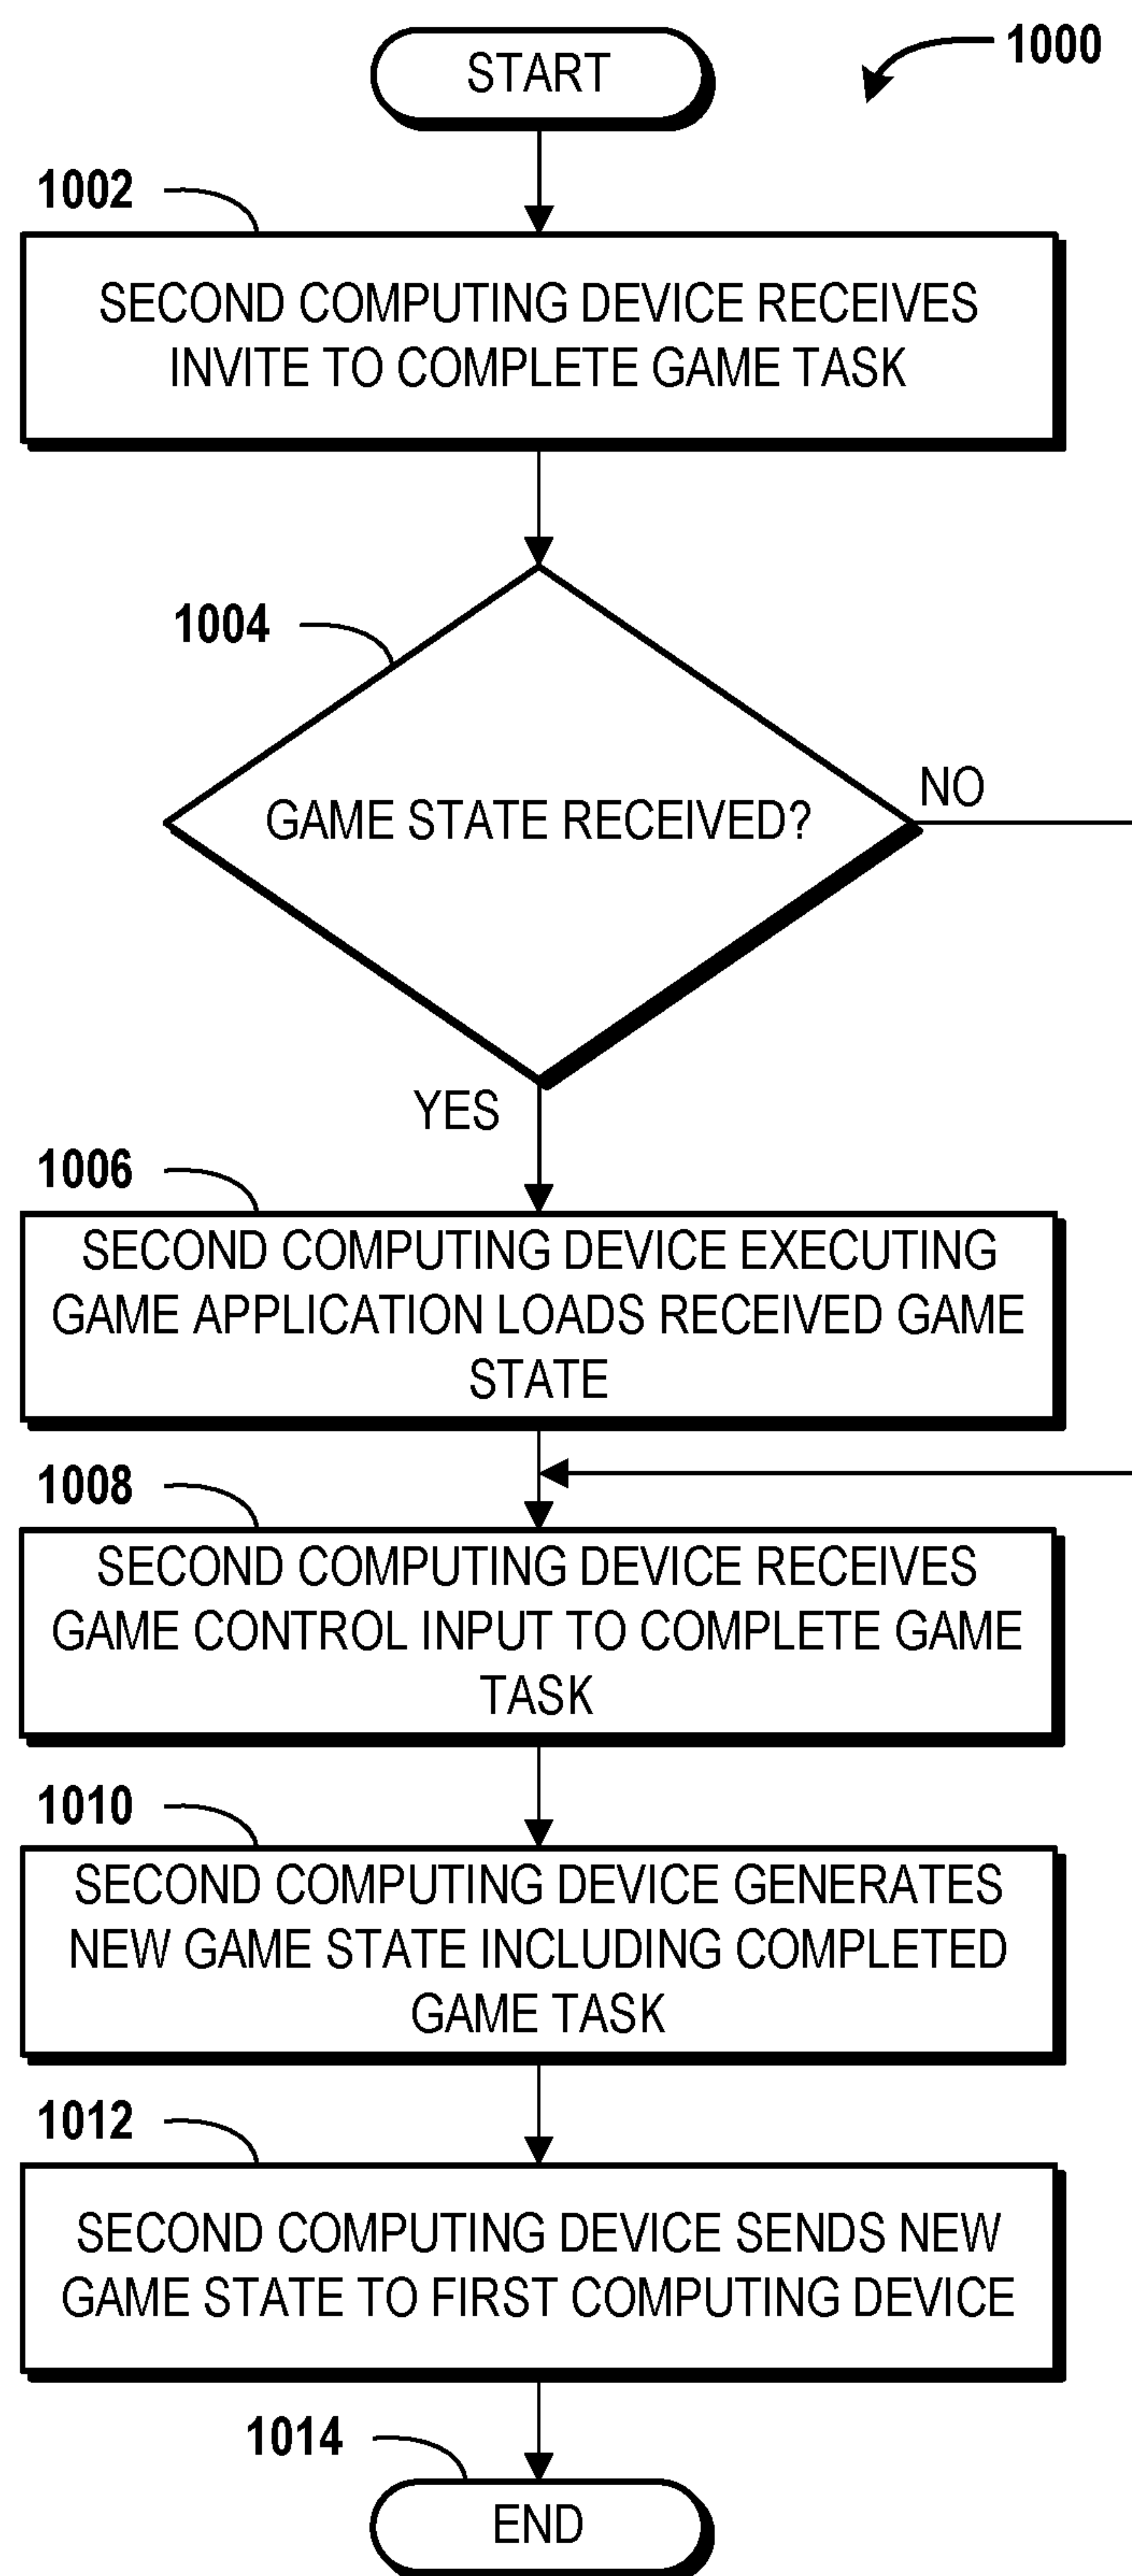 START
1000
1002
SECOND COMPUTING DEVICE RECEIVES
INVITE TO COMPLETE GAME TASK
1004
GAME STATE RECEIVED?
NO
YES
1006
SECOND COMPUTING DEVICE EXECUTING
GAME APPLICATION LOADS RECEIVED GAME
STATE
1008
SECOND COMPUTING DEVICE RECEIVES
GAME CONTROL INPUT TO COMPLETE GAME
TASK
1010
SECOND COMPUTING DEVICE GENERATES
NEW GAME STATE INCLUDING COMPLETED
GAME TASK
1012
SECOND COMPUTING DEVICE SENDS NEW
GAME STATE TO FIRST COMPUTING DEVICE
1014
END